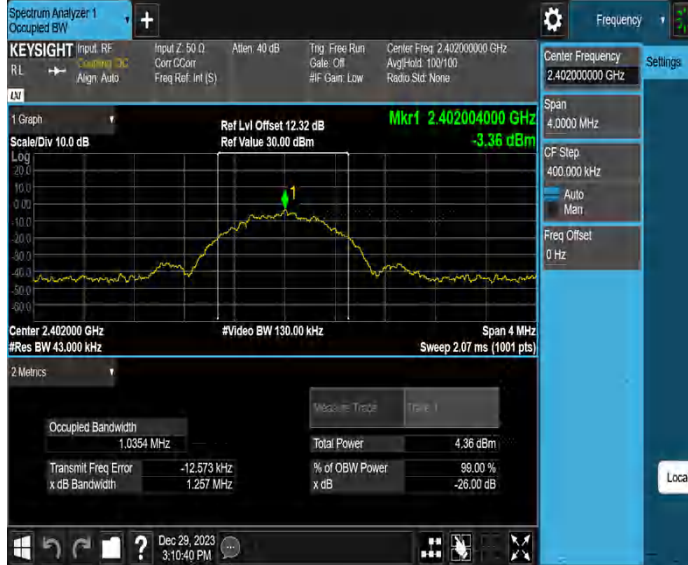 Spectrum Analyzer 1
Occupied BW
+
Frequency
KEYSIGHT
RL
Input: RF
Coupling: DC
Align: Auto
Input Z: 50 Ω
Corr CCorr
Freq Ref: Int (S)
Atten: 40 dB
Trig: Free Run
Gate: Off
#IF Gain: Low
Center Freq: 2.402000000 GHz
Avg|Hold: 100/100
Radio Std: None
LXI
1 Graph
Scale/Div 10.0 dB
Ref Lvl Offset 12.32 dB
Ref Value 30.00 dBm
Mkr1 2.402004000 GHz
-3.36 dBm
Log
20.0
10.0
0.00
-10.0
-20.0
-30.0
-40.0
-50.0
-60.0
1
Center 2.402000 GHz
#Res BW 43.000 kHz
#Video BW 130.00 kHz
Span 4 MHz
Sweep 2.07 ms (1001 pts)
2 Metrics
Measure Trace
Trace 1
Occupied Bandwidth
1.0354 MHz
Total Power
4.36 dBm
Transmit Freq Error
-12.573 kHz
% of OBW Power
99.00 %
x dB Bandwidth
1.257 MHz
x dB
-26.00 dB
Center Frequency
2.402000000 GHz
Settings
Span
4.0000 MHz
CF Step
400.000 kHz
Auto
Man
Freq Offset
0 Hz
Loca
?
Dec 29, 2023
3:10:40 PM